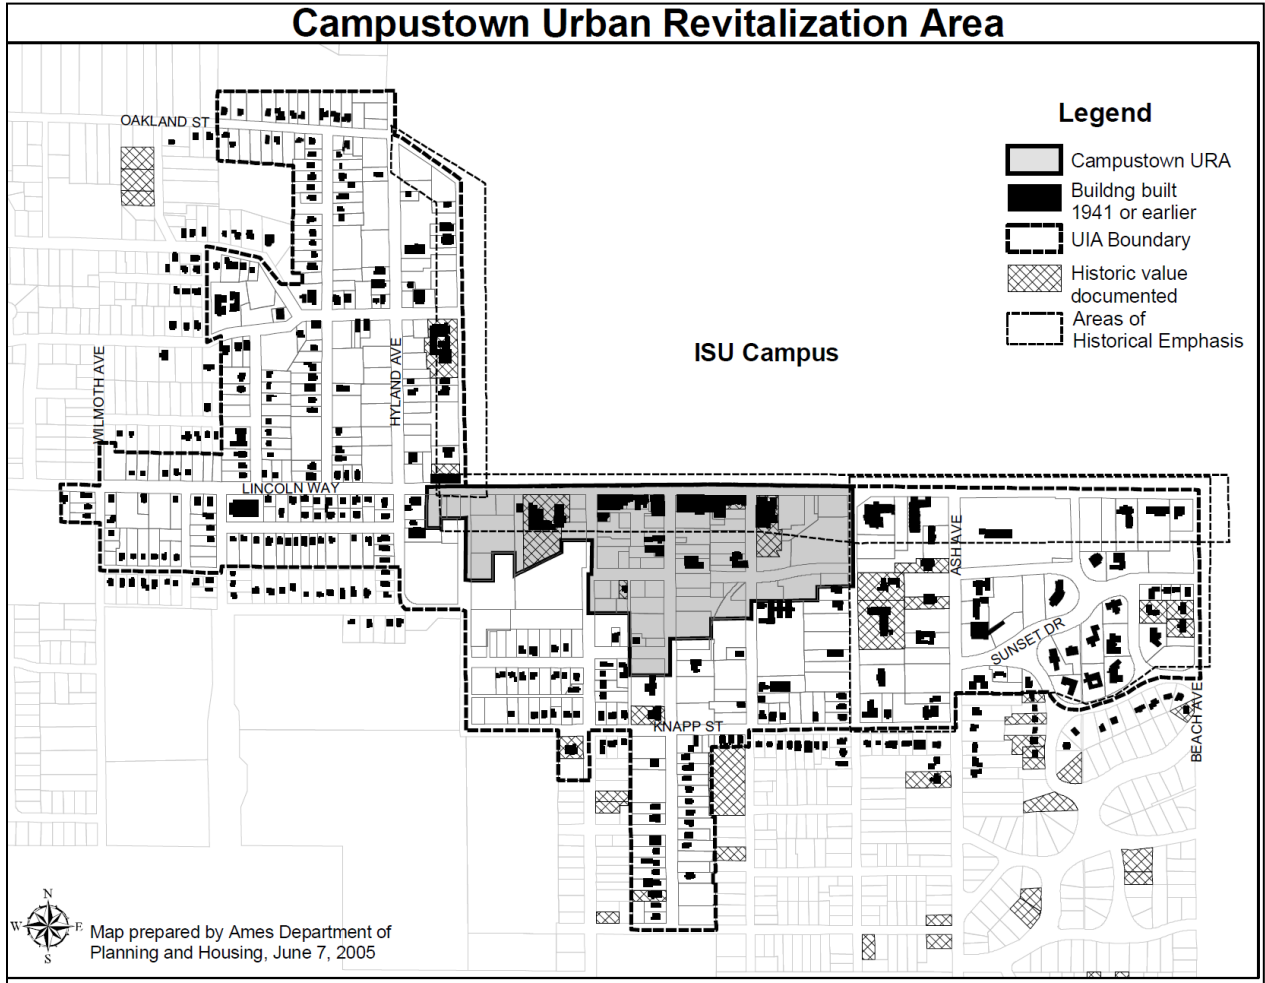 Campustown Urban Revitalization Area
OAKLAND ST
Legend
Campustown URA
Buildng built
1941 or earlier
UIA Boundary
Historic value
documented
Areas of
Historical Emphasis
ISU Campus
WILMOTH AVE
HYLAND AVE
LINCOLN WAY
ASH AVE
SUNSET DR
KNAPP ST
BEACH AVE
N
W E
S
Map prepared by Ames Department of
Planning and Housing, June 7, 2005